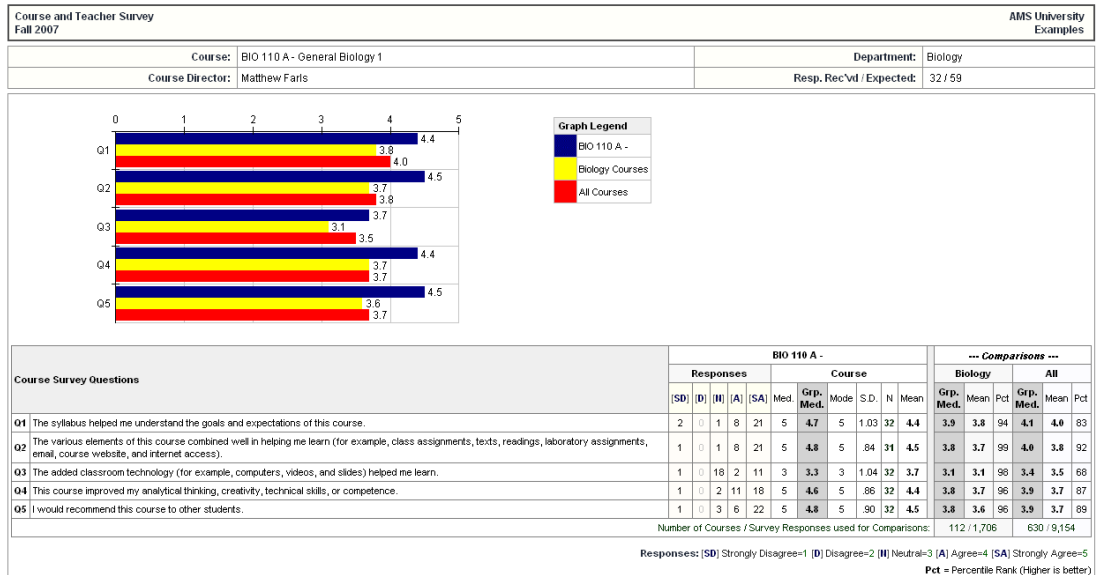 Course and Teacher Survey AMS University
Fall 2007 Examples
Course: BIO 110 A - General Biology 1 Department: Biology
Course Director: Matthew Farls Resp. Rec'vd / Expected: 32 / 59
0 1 2 3 4 5
Graph Legend
BIO 110 A -
Biology Courses
All Courses
Q1 4.4
3.8
4.0
Q2 4.5
3.7
3.8
Q3 3.7
3.1
3.5
Q4 4.4
3.7
3.7
Q5 4.5
3.6
3.7
BIO 110 A - --- Comparisons ---
Course Survey Questions Responses Course Biology All
[SD] [D] [N] [A] [SA] Med. Grp. Med. Mode S.D. N Mean Grp. Med. Mean Pct Grp. Med. Mean Pct
Q1 The syllabus helped me understand the goals and expectations of this course. 2 0 1 8 21 5 4.7 5 1.03 32 4.4 3.9 3.8 94 4.1 4.0 83
Q2 The various elements of this course combined well in helping me learn (for example, class assignments, texts, readings, laboratory assignments,
email, course website, and internet access). 1 0 1 8 21 5 4.8 5 .84 31 4.5 3.8 3.7 99 4.0 3.8 92
Q3 The added classroom technology (for example, computers, videos, and slides) helped me learn. 1 0 18 2 11 3 3.3 3 1.04 32 3.7 3.1 3.1 98 3.4 3.5 68
Q4 This course improved my analytical thinking, creativity, technical skills, or competence. 1 0 2 11 18 5 4.6 5 .86 32 4.4 3.8 3.7 96 3.9 3.7 87
Q5 I would recommend this course to other students. 1 0 3 6 22 5 4.8 5 .90 32 4.5 3.8 3.6 96 3.9 3.7 89
Number of Courses / Survey Responses used for Comparisons: 112 / 1,706 630 / 9,154
Responses: [SD] Strongly Disagree=1 [D] Disagree=2 [N] Neutral=3 [A] Agree=4 [SA] Strongly Agree=5
Pct = Percentile Rank (Higher is better)